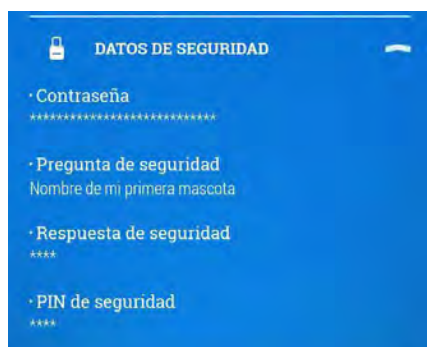 DATOS DE SEGURIDAD
· Contraseña
****************************
· Pregunta de seguridad
Nombre de mi primera mascota
· Respuesta de seguridad
****
· PIN de seguridad
****